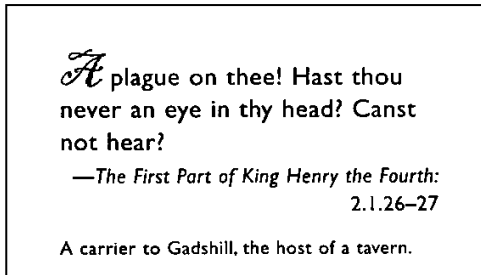 A plague on thee! Hast thou
never an eye in thy head? Canst
not hear?
—The First Part of King Henry the Fourth:
2.1.26–27
A carrier to Gadshill, the host of a tavern.